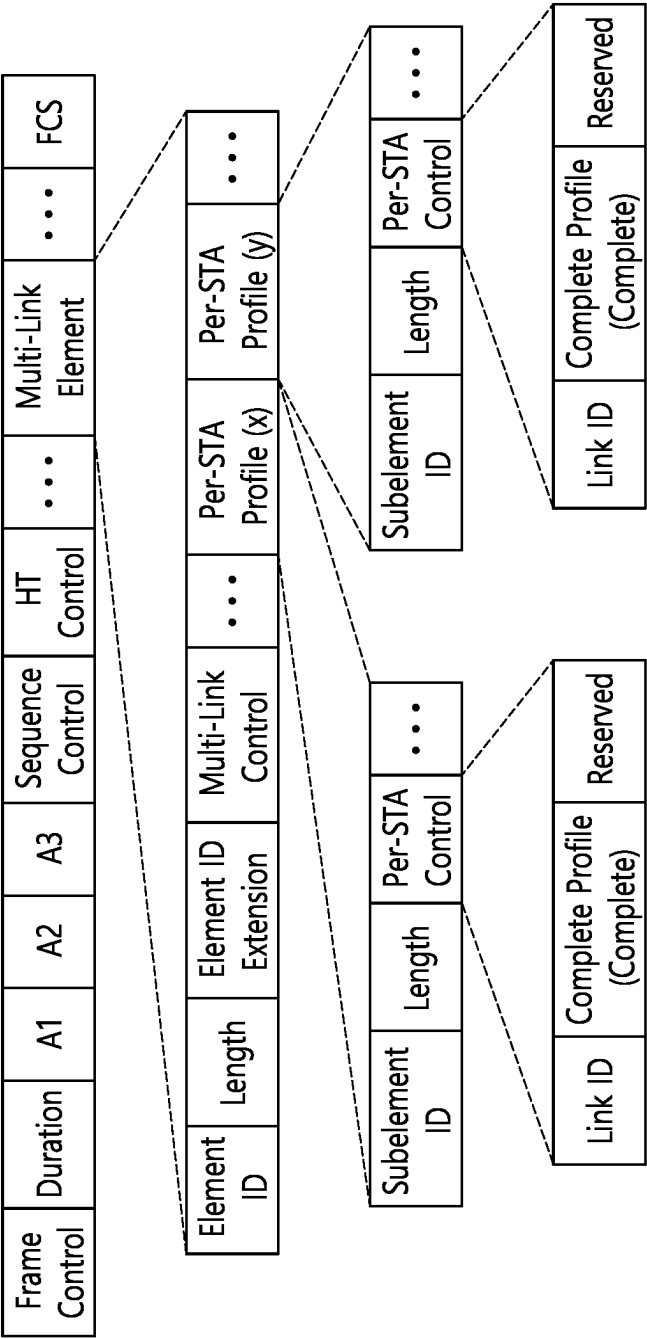 Frame
Control
Duration
A1
A2
A3
Sequence
Control
HT
Control
...
Multi-Link
Element
...
FCS
Element
ID
Length
Element ID
Extension
Multi-Link
Control
...
Per-STA
Profile (x)
Per-STA
Profile (y)
...
Subelement
ID
Length
Per-STA
Control
...
Subelement
ID
Length
Per-STA
Control
...
Link ID
Complete Profile
(Complete)
Reserved
Link ID
Complete Profile
(Complete)
Reserved